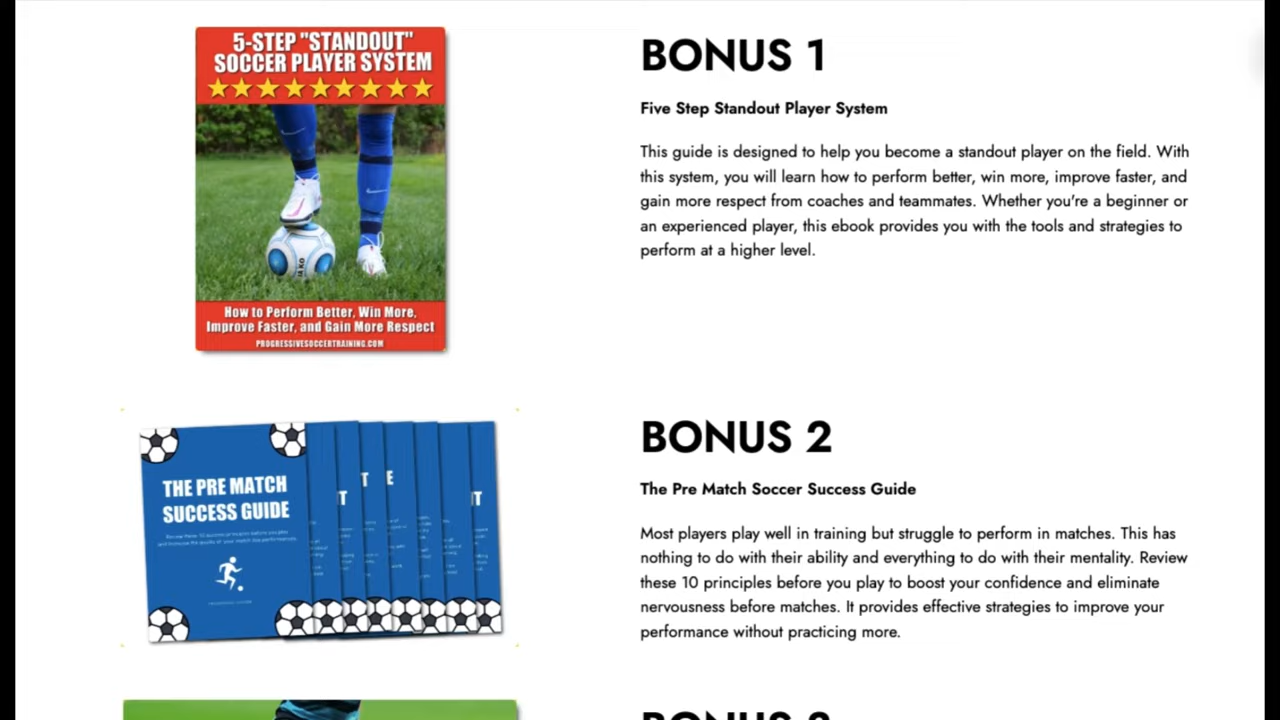 5-STEP "STANDOUT"
SOCCER PLAYER SYSTEM
How to Perform Better, Win More,
Improve Faster, and Gain More Respect
PROGRESSIVESOCCERTRAINING.COM
BONUS 1
Five Step Standout Player System
This guide is designed to help you become a standout player on the field. With
this system, you will learn how to perform better, win more, improve faster, and
gain more respect from coaches and teammates. Whether you're a beginner or
an experienced player, this ebook provides you with the tools and strategies to
perform at a higher level.
THE PRE MATCH
SUCCESS GUIDE
BONUS 2
The Pre Match Soccer Success Guide
Most players play well in training but struggle to perform in matches. This has
nothing to do with their ability and everything to do with their mentality. Review
these 10 principles before you play to boost your confidence and eliminate
nervousness before matches. It provides effective strategies to improve your
performance without practicing more.